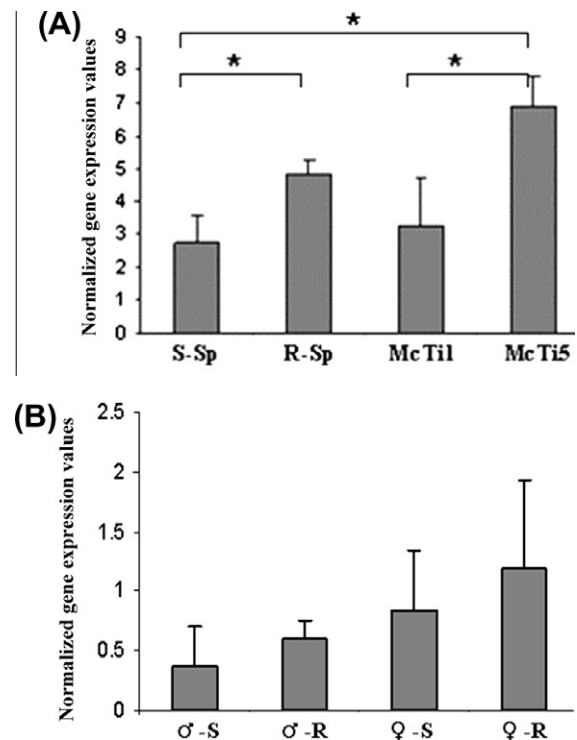 (A)
Normalized gene expression values
9
8
7
6
5
4
3
2
1
0
*
*
*
S-Sp
R-Sp
McTi1
McTi5
(B)
Normalized gene expression values
2.5
2
1.5
1
0.5
0
♂-S
♂-R
♀-S
♀-R